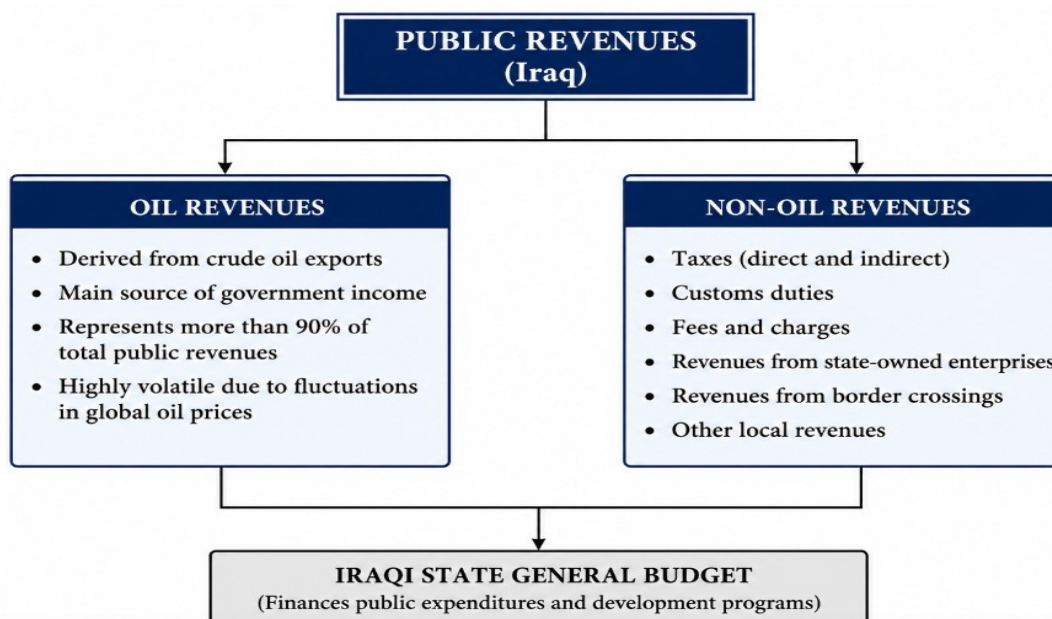 PUBLIC REVENUES
(Iraq)
OIL REVENUES
• Derived from crude oil exports
• Main source of government income
• Represents more than 90% of
total public revenues
• Highly volatile due to fluctuations
in global oil prices
NON-OIL REVENUES
• Taxes (direct and indirect)
• Customs duties
• Fees and charges
• Revenues from state-owned enterprises
• Revenues from border crossings
• Other local revenues
IRAQI STATE GENERAL BUDGET
(Finances public expenditures and development programs)